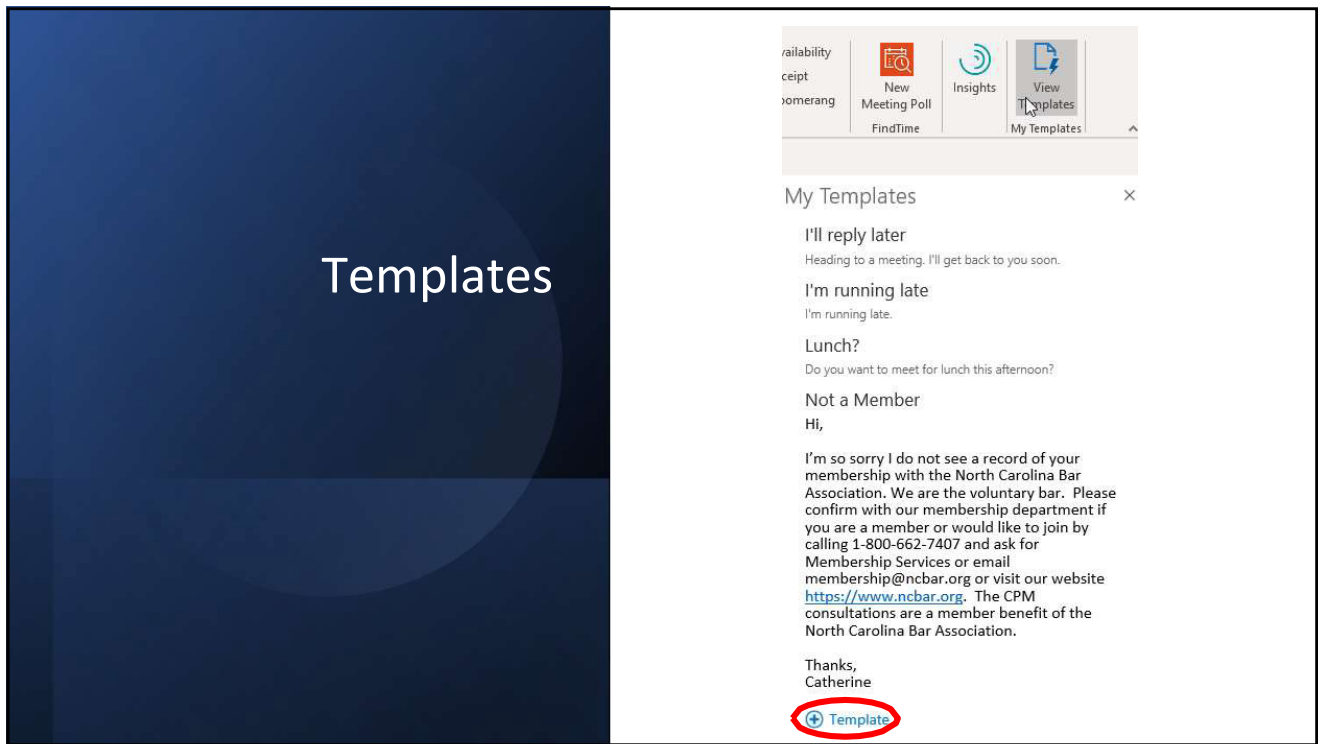 Templates
vailability
ceipt
oomerang
New
Meeting Poll
FindTime
Insights
View
Templates
My Templates
My Templates
I'll reply later
Heading to a meeting. I'll get back to you soon.
I'm running late
I'm running late.
Lunch?
Do you want to meet for lunch this afternoon?
Not a Member
Hi,
I'm so sorry I do not see a record of your
membership with the North Carolina Bar
Association. We are the voluntary bar.  Please
confirm with our membership department if
you are a member or would like to join by
calling 1-800-662-7407 and ask for
Membership Services or email
membership@ncbar.org or visit our website
https://www.ncbar.org.  The CPM
consultations are a member benefit of the
North Carolina Bar Association.
Thanks,
Catherine
Template